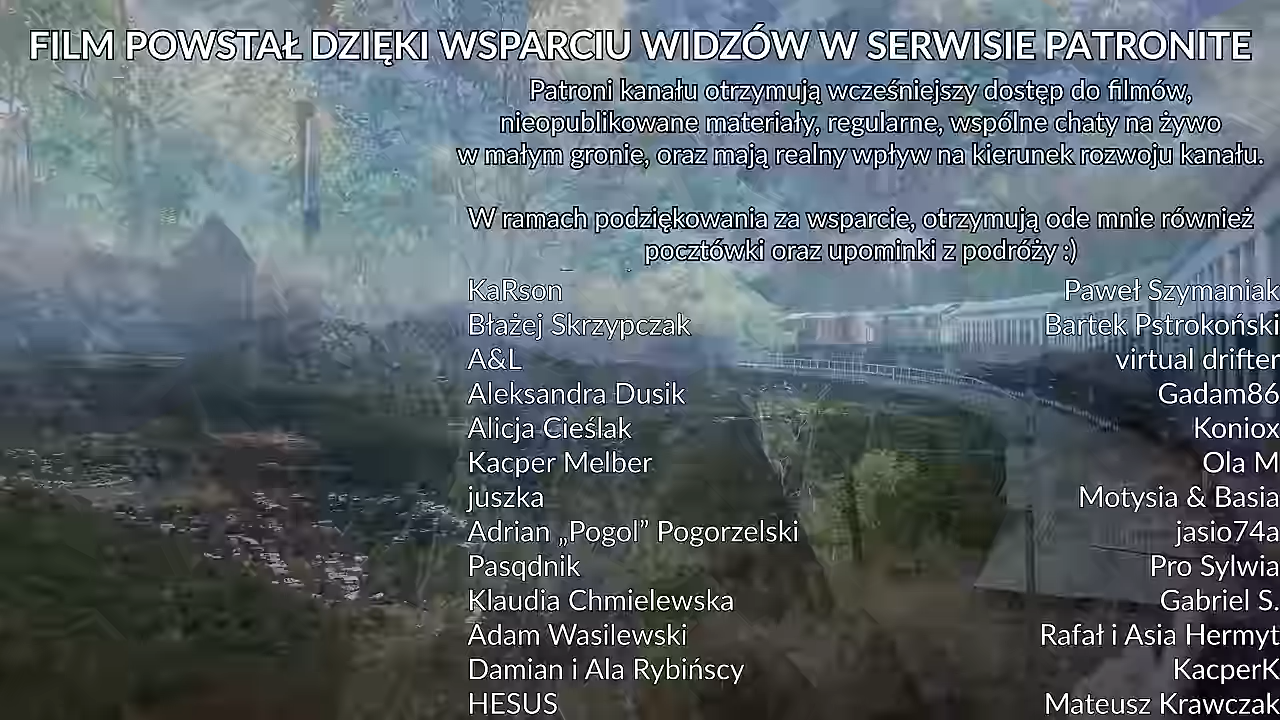 FILM POWSTAŁ DZIĘKI WSPARCIU WIDZÓW W SERWISIE PATRONITE
Patroni kanału otrzymują wcześniejszy dostęp do filmów,
nieopublikowane materiały, regularne, wspólne chaty na żywo
w małym gronie, oraz mają realny wpływ na kierunek rozwoju kanału.
W ramach podziękowania za wsparcie, otrzymują ode mnie również
pocztówki oraz upominki z podróży :)
KaRson Paweł Szymaniak
Błażej Skrzypczak Bartek Pstrokoński
A&L virtual drifter
Aleksandra Dusik Gadam86
Alicja Cieślak Koniox
Kacper Melber Ola M
juszka Motysia & Basia
Adrian „Pogol” Pogorzelski jasio74a
Pasqdnik Pro Sylwia
Klaudia Chmielewska Gabriel S.
Adam Wasilewski Rafał i Asia Hermyt
Damian i Ala Rybińscy KacperK
HESUS Mateusz Krawczak